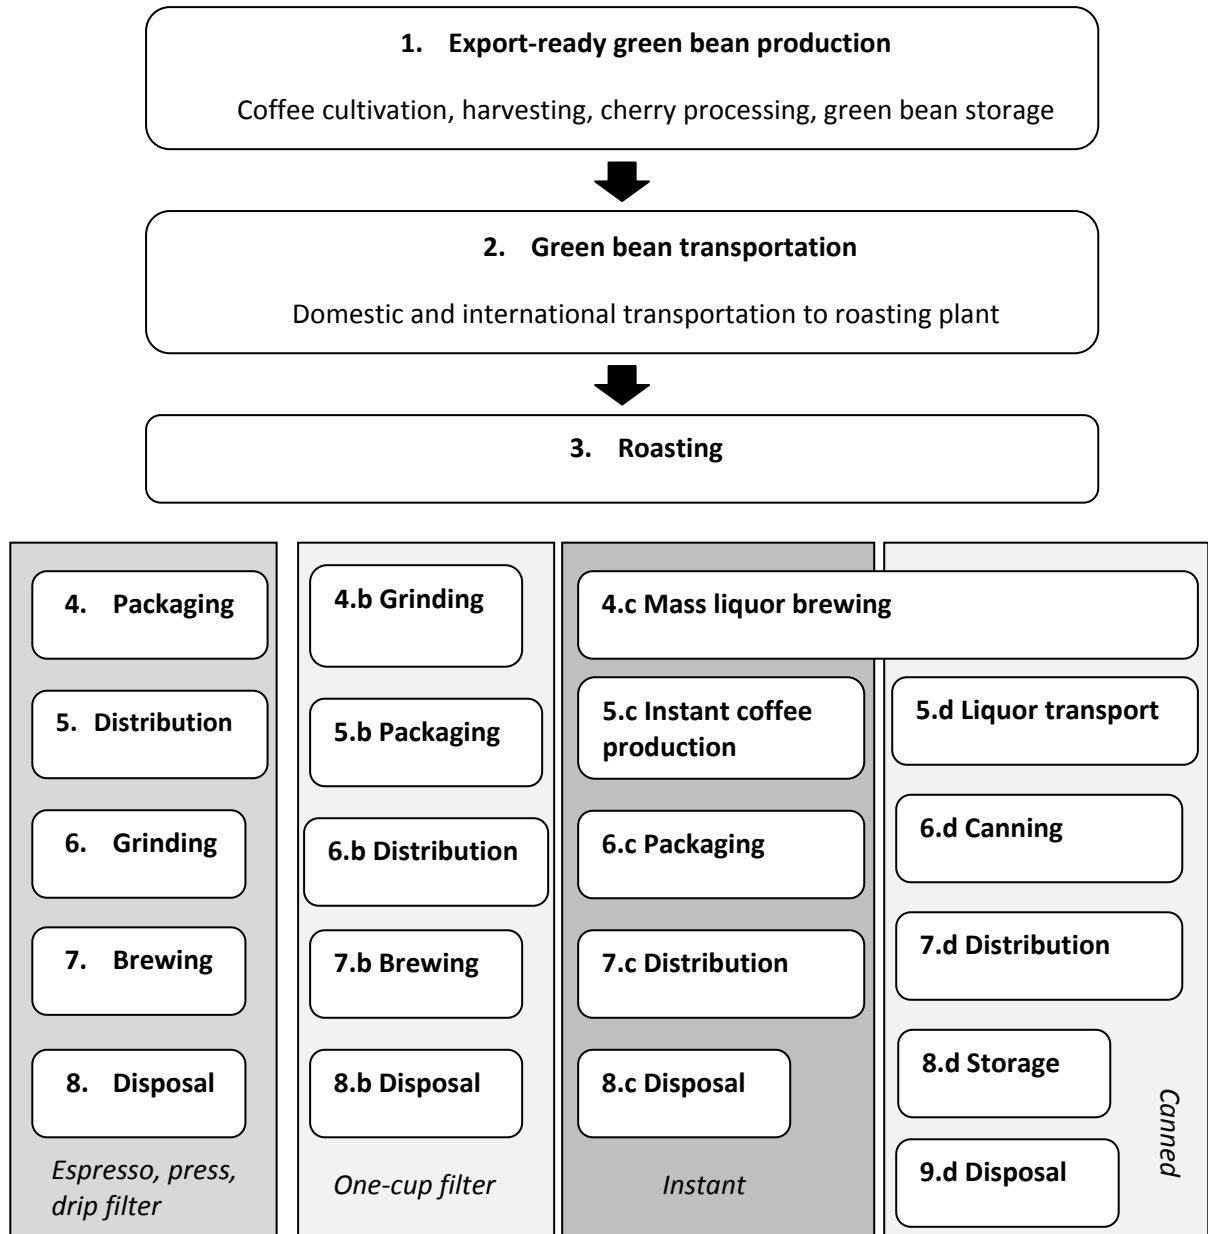 1. Export-ready green bean production
Coffee cultivation, harvesting, cherry processing, green bean storage
2. Green bean transportation
Domestic and international transportation to roasting plant
3. Roasting
4. Packaging
5. Distribution
6. Grinding
7. Brewing
8. Disposal
Espresso, press,
drip filter
4.b Grinding
5.b Packaging
6.b Distribution
7.b Brewing
8.b Disposal
One-cup filter
4.c Mass liquor brewing
5.c Instant coffee
production
6.c Packaging
7.c Distribution
8.c Disposal
Instant
5.d Liquor transport
6.d Canning
7.d Distribution
8.d Storage
9.d Disposal
Canned